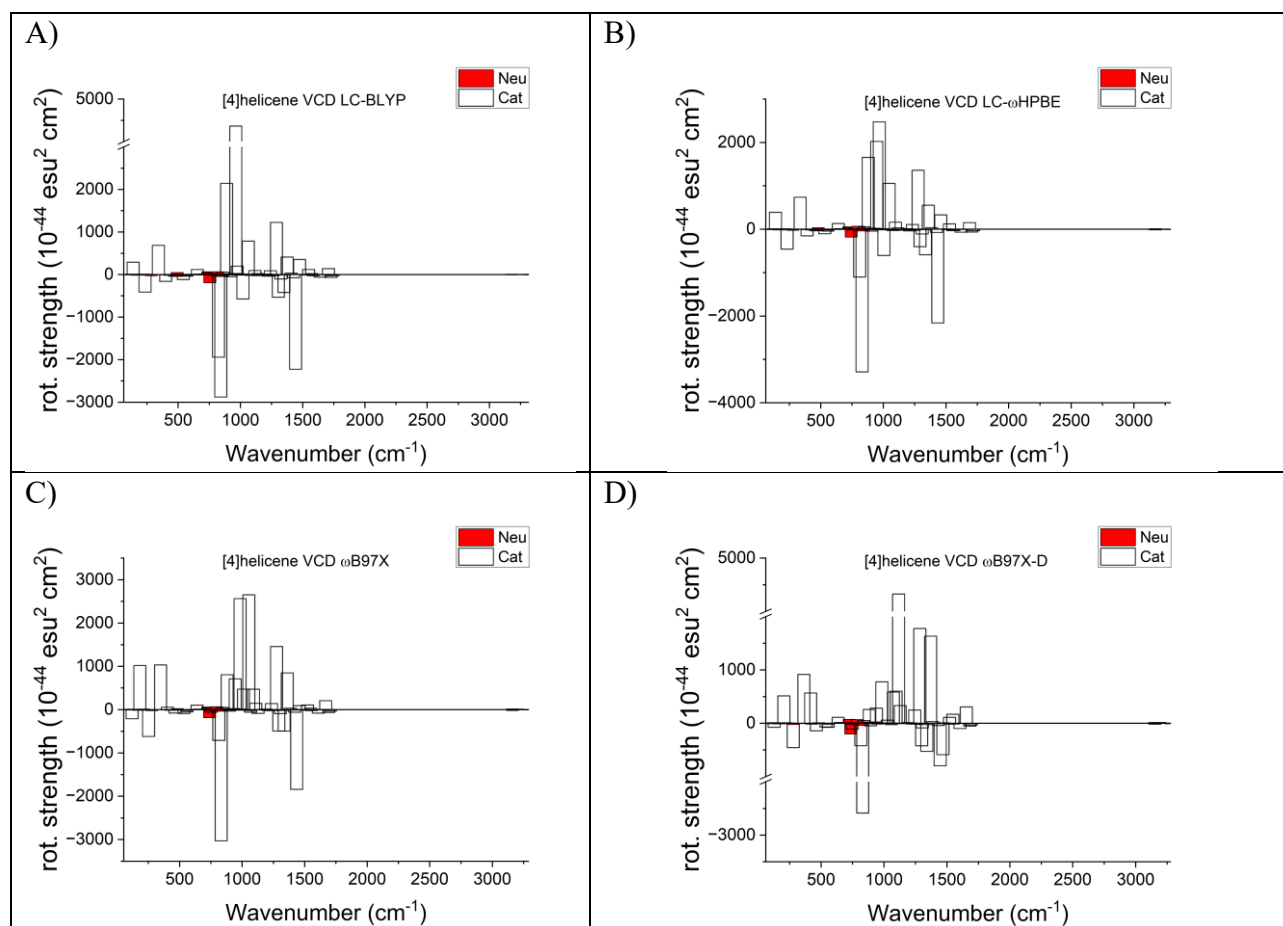 A)
Neu
Cat
[4]helicene VCD LC-BLYP
5000
2000
1000
0
−1000
−2000
−3000
rot. strength (10⁻⁴⁴ esu² cm²)
500 1000 1500 2000 2500 3000
Wavenumber (cm⁻¹)
B)
Neu
Cat
[4]helicene VCD LC-ωHPBE
2000
0
−2000
−4000
rot. strength (10⁻⁴⁴ esu² cm²)
500 1000 1500 2000 2500 3000
Wavenumber (cm⁻¹)
C)
Neu
Cat
[4]helicene VCD ωB97X
3000
2000
1000
0
−1000
−2000
−3000
rot. strength (10⁻⁴⁴ esu² cm²)
500 1000 1500 2000 2500 3000
Wavenumber (cm⁻¹)
D)
Neu
Cat
[4]helicene VCD ωB97X-D
5000
1000
0
−3000
rot. strength (10⁻⁴⁴ esu² cm²)
500 1000 1500 2000 2500 3000
Wavenumber (cm⁻¹)